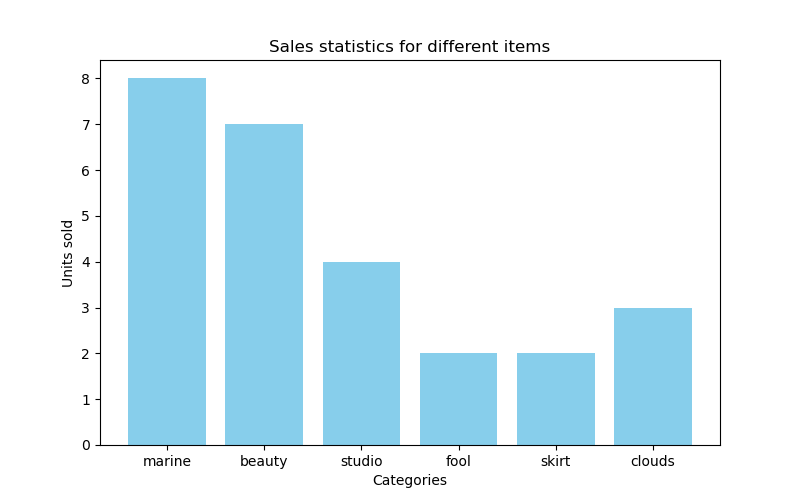 Sales statistics for different items
8
7
6
5
4
3
2
1
0
Units sold
marine beauty studio fool skirt clouds
Categories